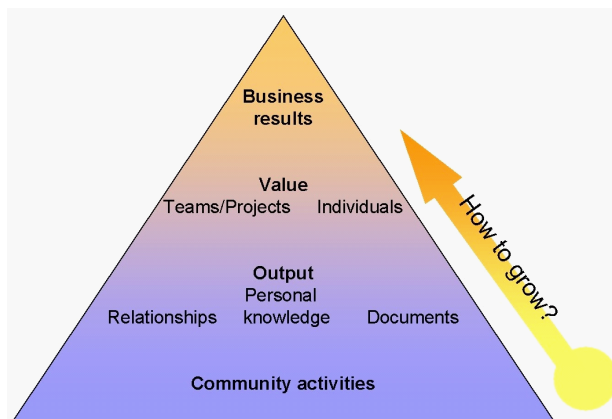 Business
results
Value
Teams/Projects Individuals
Output
Personal
Relationships knowledge Documents
Community activities
How to grow?